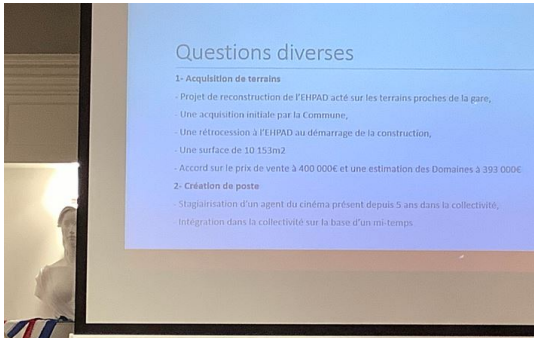 Questions diverses
1- Acquisition de terrains
- Projet de reconstruction de l'EHPAD acté sur les terrains proches de la gare,
- Une acquisition initiale par la Commune,
- Une rétrocession à l'EHPAD au démarrage de la construction,
- Une surface de 10 153m2
- Accord sur le prix de vente à 400 000€ et une estimation des Domaines à 393 000€
2- Création de poste
- Stagiairisation d'un agent du cinéma présent depuis 5 ans dans la collectivité,
- Intégration dans la collectivité sur la base d'un mi-temps